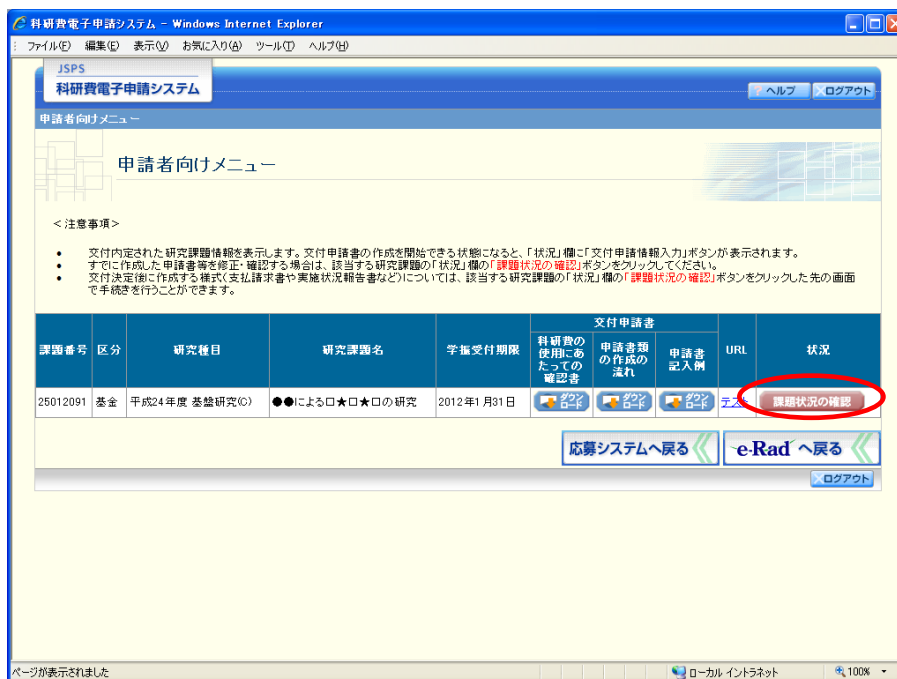 科研費電子申請システム - Windows Internet Explorer
ファイル(F) 編集(E) 表示(V) お気に入り(A) ツール(T) ヘルプ(H)
JSPS
科研費電子申請システム
ヘルプ ログアウト
申請者向けメニュー
申請者向けメニュー
<注意事項>
• 交付内定された研究課題情報を表示します。交付申請書の作成を開始できる状態になると、「状況」欄に「交付申請情報入力」ボタンが表示されます。
• すでに作成した申請書等を修正・確認する場合は、該当する研究課題の「状況」欄の「課題状況の確認」ボタンをクリックしてください。
• 交付決定後に作成する様式(支払請求書や実施状況報告書など)については、該当する研究課題の「状況」欄の「課題状況の確認」ボタンをクリックした先の画面
で手続きを行うことができます。
課題番号 区分 研究種目 研究課題名 学振受付期限 交付申請書 URL 状況
科研費の使用にあたっての確認書 申請書類の作成の流れ 申請書記入例
25012091 基金 平成24年度 基盤研究(C) ●●による□★□★□の研究 2012年1月31日 ダウンロード ダウンロード ダウンロード テスト 課題状況の確認
応募システムへ戻る e-Rad へ戻る
ログアウト
ページが表示されました ローカル イントラネット 100%